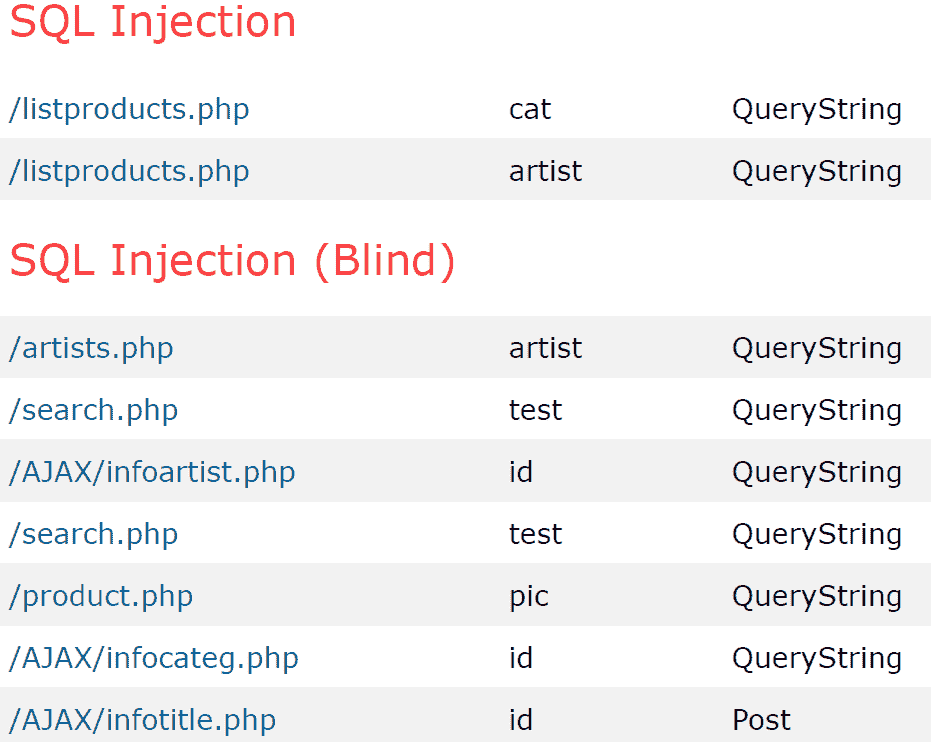 SQL Injection
/listproducts.php cat QueryString
/listproducts.php artist QueryString
SQL Injection (Blind)
/artists.php artist QueryString
/search.php test QueryString
/AJAX/infoartist.php id QueryString
/search.php test QueryString
/product.php pic QueryString
/AJAX/infocateg.php id QueryString
/AJAX/infotitle.php id Post